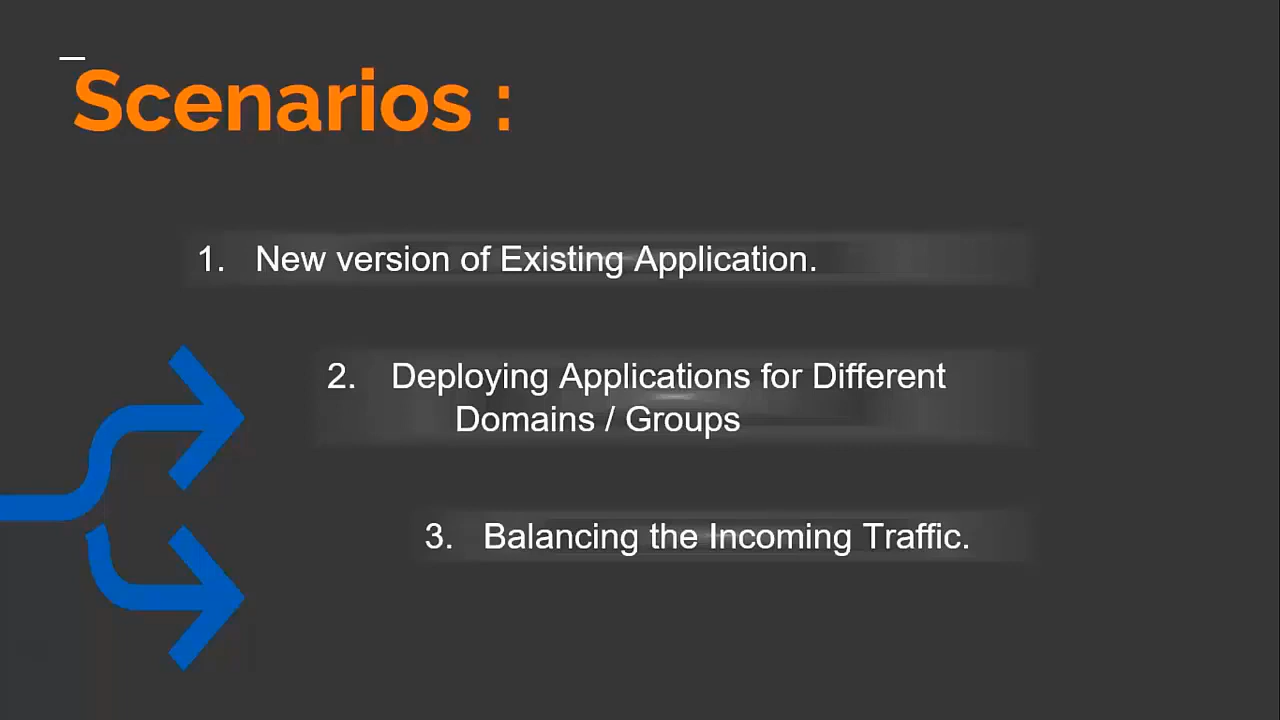 Scenarios :
1. New version of Existing Application.
2. Deploying Applications for Different
Domains / Groups
3. Balancing the Incoming Traffic.